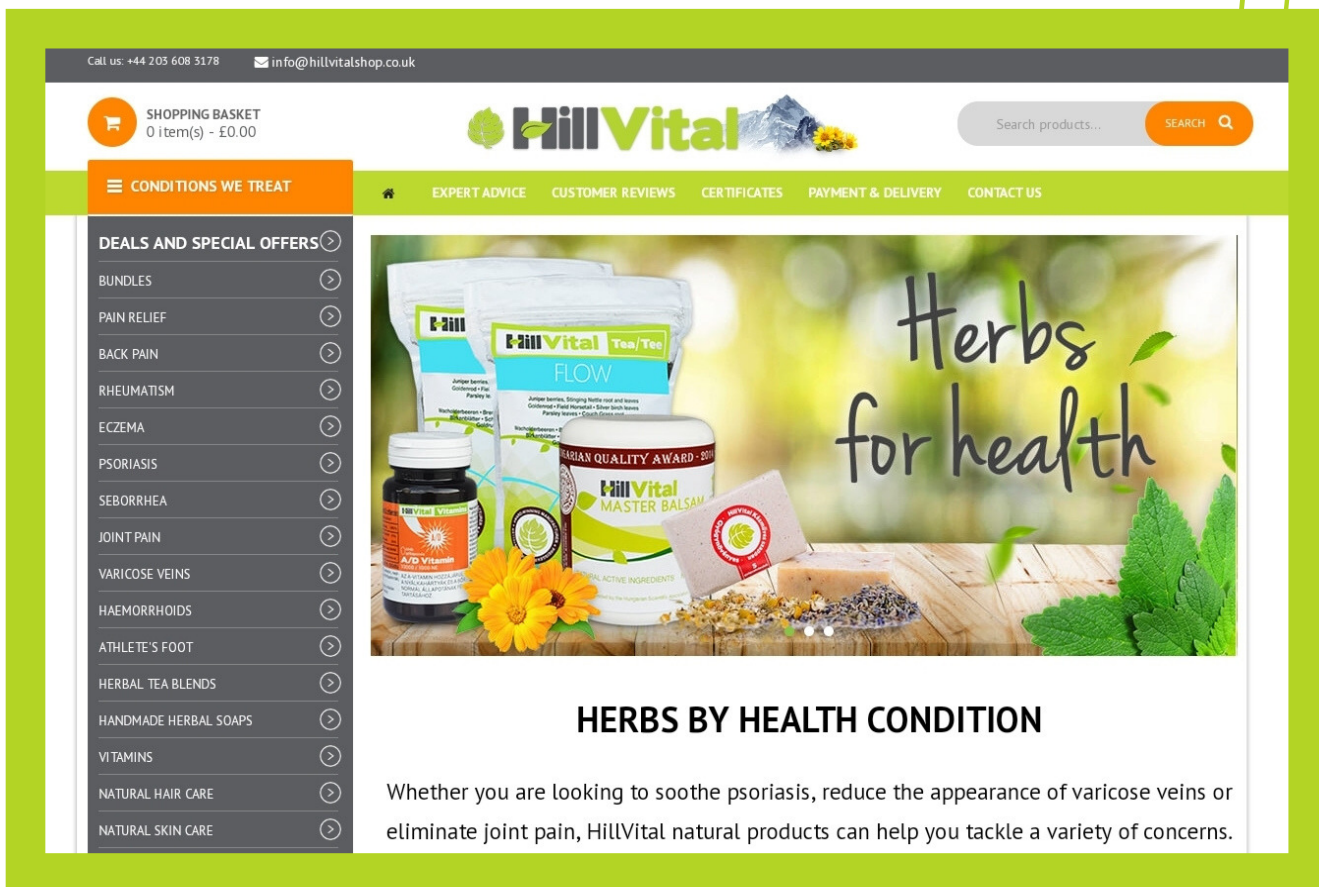 Call us: +44 203 608 3178
info@hillvitalshop.co.uk
SHOPPING BASKET
0 item(s) - £0.00
HillVital
Search products...
SEARCH
CONDITIONS WE TREAT
EXPERT ADVICE
CUSTOMER REVIEWS
CERTIFICATES
PAYMENT & DELIVERY
CONTACT US
DEALS AND SPECIAL OFFERS
BUNDLES
PAIN RELIEF
BACK PAIN
RHEUMATISM
ECZEMA
PSORIASIS
SEBORRHEA
JOINT PAIN
VARICOSE VEINS
HAEMORRHOIDS
ATHLETE'S FOOT
HERBAL TEA BLENDS
HANDMADE HERBAL SOAPS
VITAMINS
NATURAL HAIR CARE
NATURAL SKIN CARE
Herbs
for health
Hill
HillVital Tea/Tee
FLOW
Juniper berries, Stinging Nettle root and leaves
Goldenrod • Field Horsetail • Silver birch leaves
QUALITY AWARD - 201
HillVital
MASTER BALSAM
ACTIVE INGREDIENTS
HillVital Vitamins
A/D Vitamin
HERBS BY HEALTH CONDITION
Whether you are looking to soothe psoriasis, reduce the appearance of varicose veins or
eliminate joint pain, HillVital natural products can help you tackle a variety of concerns.